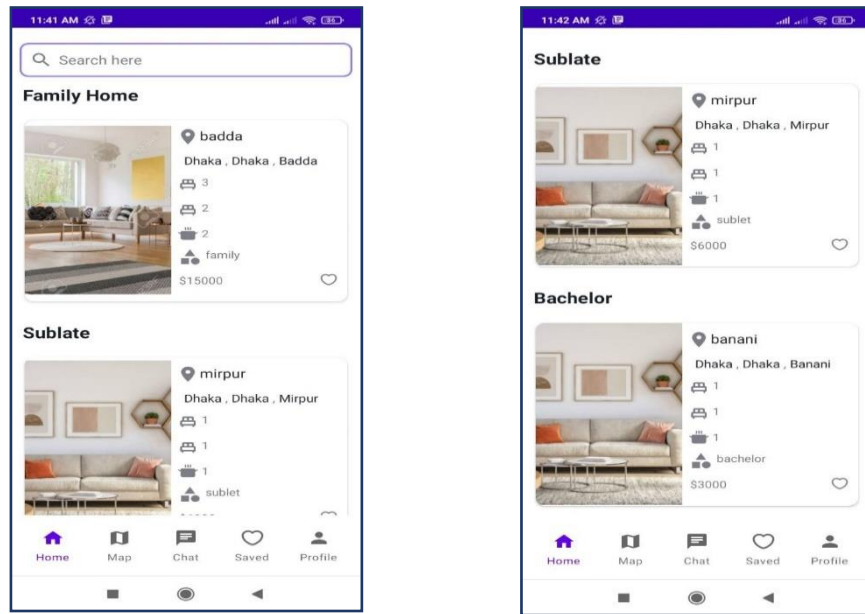 11:41 AM
36
Search here
Family Home
badda
Dhaka , Dhaka , Badda
3
2
2
family
$15000
Sublate
mirpur
Dhaka , Dhaka , Mirpur
1
1
1
sublet
Home Map Chat Saved Profile
11:42 AM
36
Sublate
mirpur
Dhaka , Dhaka , Mirpur
1
1
1
sublet
$6000
Bachelor
banani
Dhaka , Dhaka , Banani
1
1
1
bachelor
$3000
Home Map Chat Saved Profile